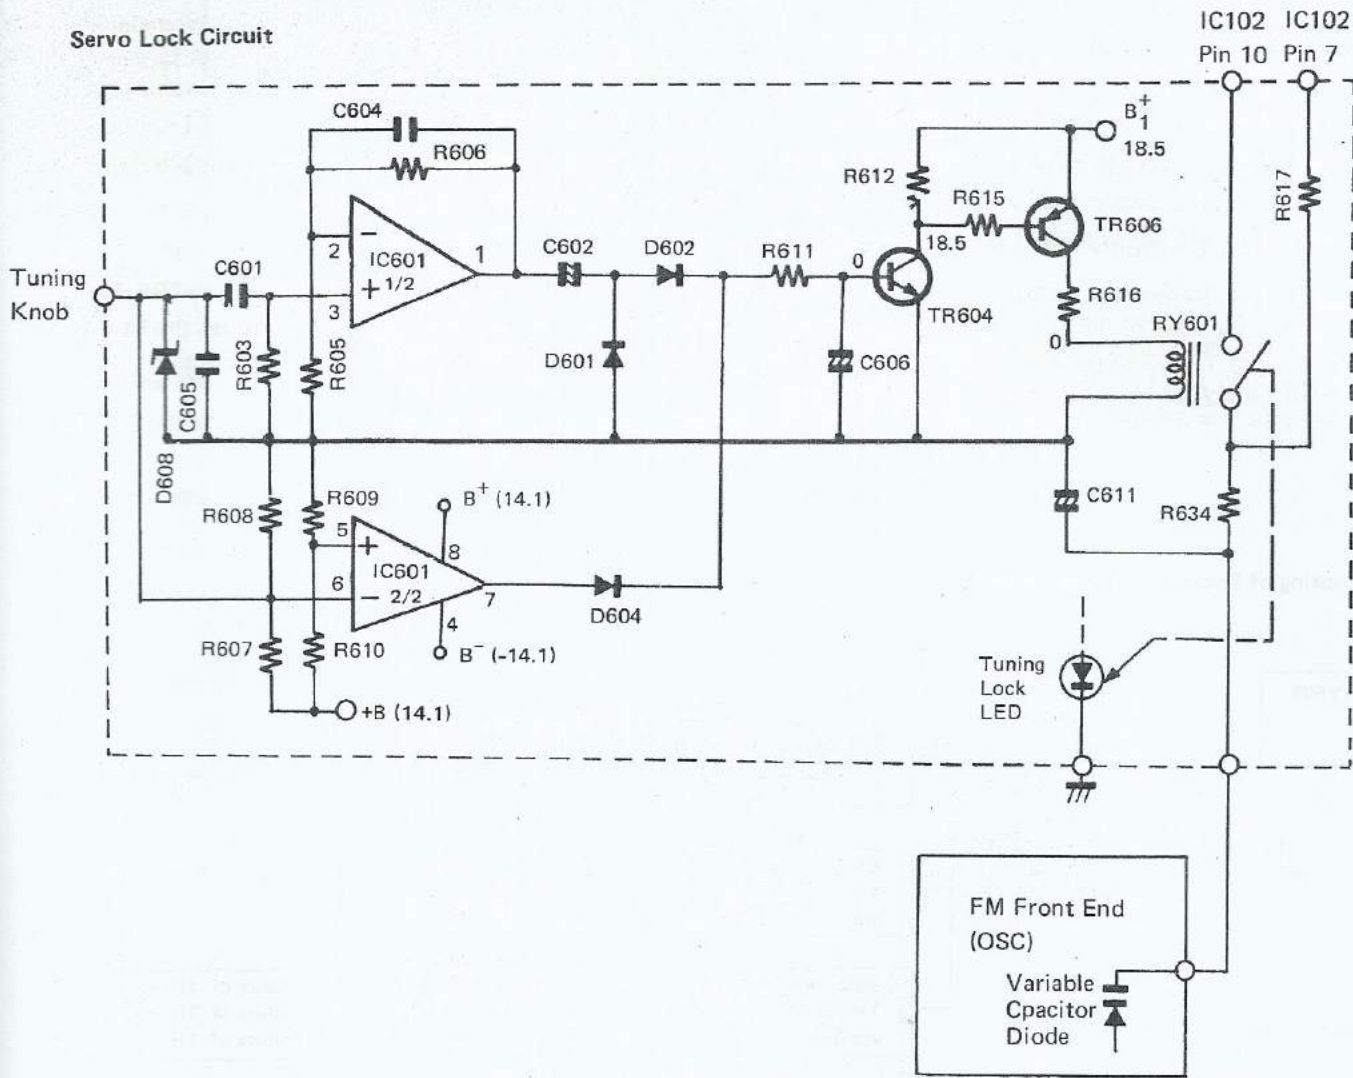 Servo Lock Circuit
IC102 IC102
Pin 10 Pin 7
C604
R606
B+1
18.5
R612
R615
R617
TR606
18.5
2 −
IC601
1/2
1
+
3
Tuning
Knob
C601
C602
D602
R611
0
TR604
R616
RY601
0
R603
R605
C605
D601
C606
D608
R609
B+ (14.1)
C611
R634
R608
5 +
8
IC601
2/2
6 −
7
4
D604
R607
R610
B− (-14.1)
+B (14.1)
Tuning
Lock
LED
FM Front End
(OSC)
Variable
Cpacitor
Diode